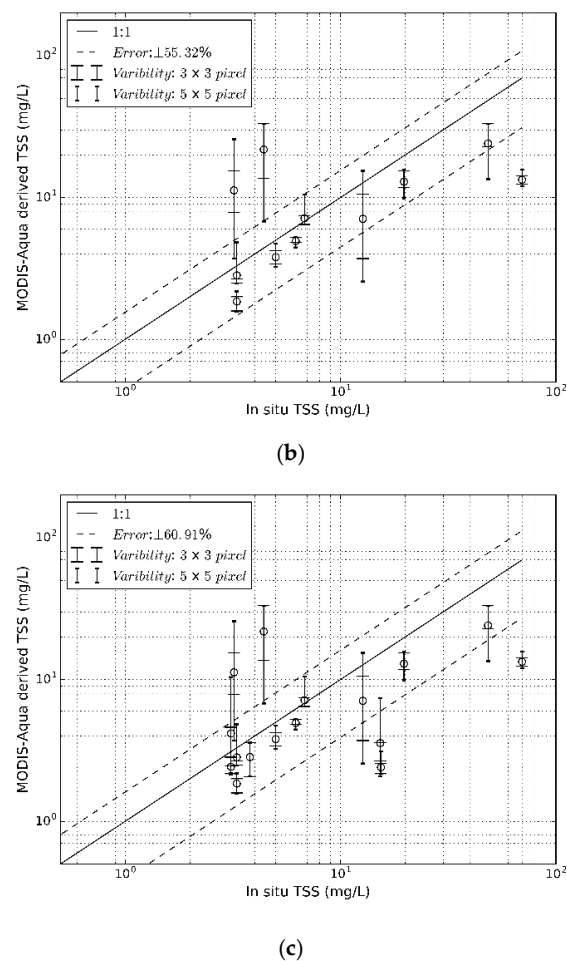 1:1
Error:⊥55.32%
Varibility: 3 × 3 pixel
Varibility: 5 × 5 pixel
10²
10¹
10⁰
MODIS-Aqua derived TSS (mg/L)
10⁰ 10¹ 10²
In situ TSS (mg/L)
(b)
1:1
Error:⊥60.91%
Varibility: 3 × 3 pixel
Varibility: 5 × 5 pixel
10²
10¹
10⁰
MODIS-Aqua derived TSS (mg/L)
10⁰ 10¹ 10²
In situ TSS (mg/L)
(c)